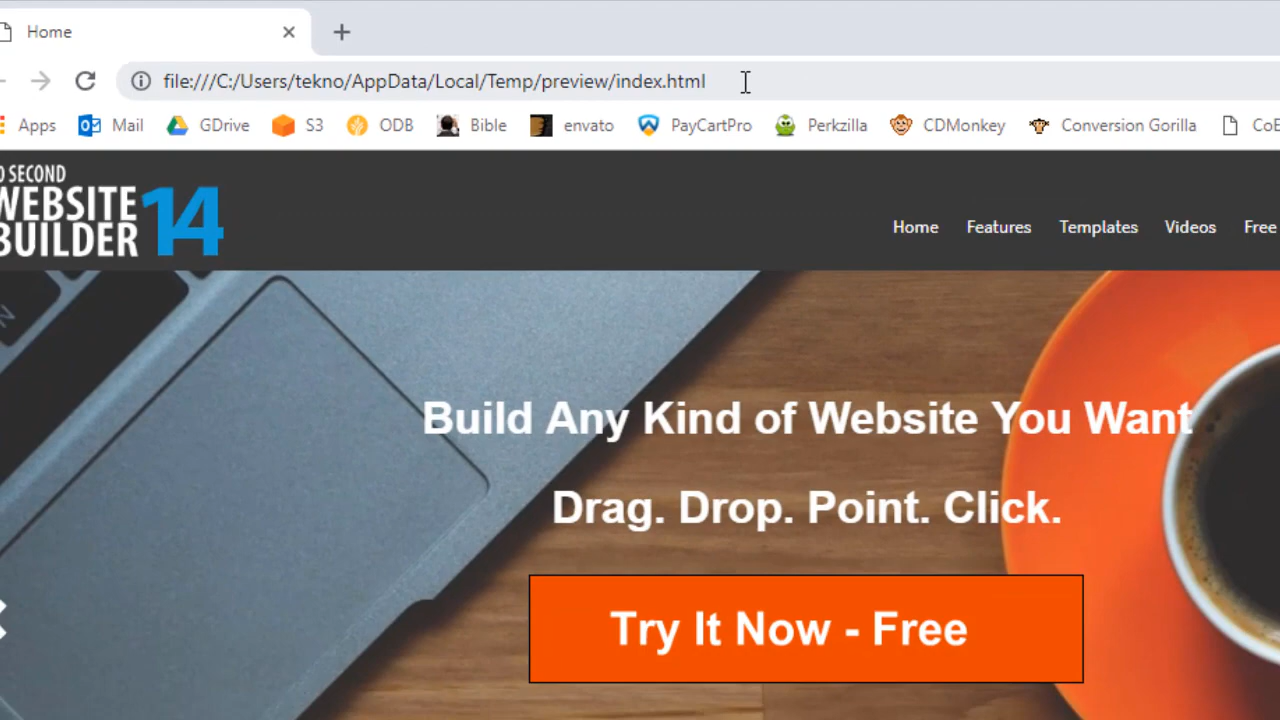 Home
file:///C:/Users/tekno/AppData/Local/Temp/preview/index.html
Apps Mail GDrive S3 ODB Bible envato PayCartPro Perkzilla CDMonkey Conversion Gorilla
SECOND
WEBSITE
BUILDER 14
Home Features Templates Videos Free
Build Any Kind of Website You Want
Drag. Drop. Point. Click.
Try It Now - Free